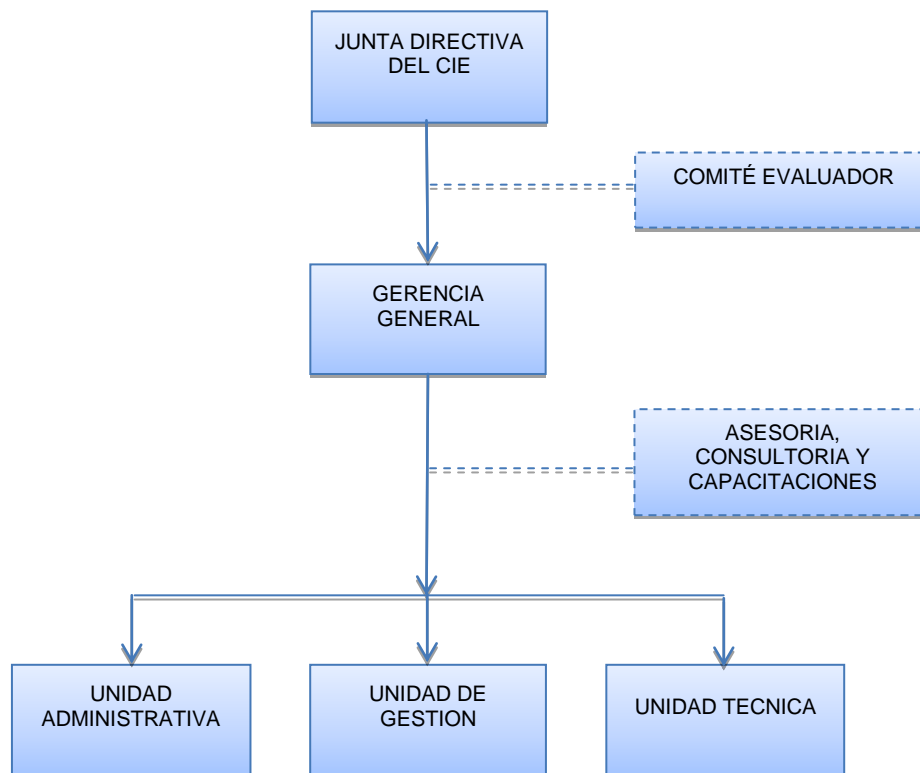 JUNTA DIRECTIVA
DEL CIE
COMITÉ EVALUADOR
GERENCIA
GENERAL
ASESORIA,
CONSULTORIA Y
CAPACITACIONES
UNIDAD
ADMINISTRATIVA
UNIDAD DE
GESTION
UNIDAD TECNICA